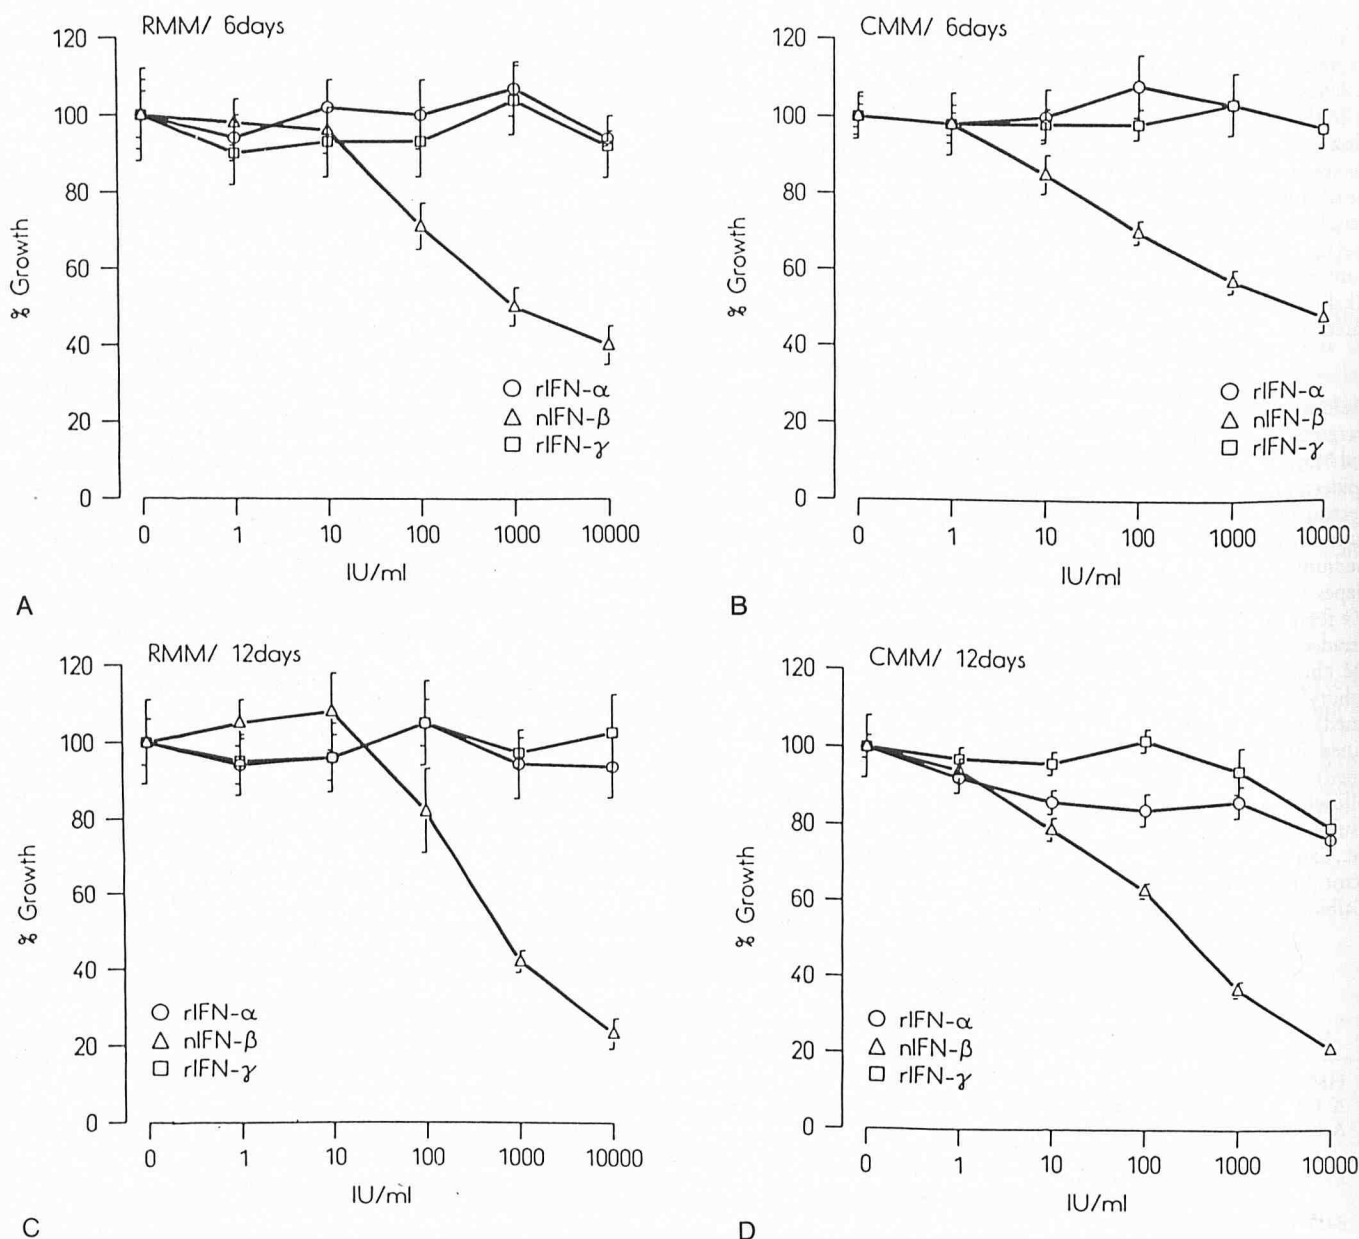 RMM/ 6days
120
100
80
60
40
20
0
% Growth
rIFN-α
nIFN-β
rIFN-γ
0 1 10 100 1000 10000
IU/ml
A
CMM/ 6days
120
100
80
60
40
20
0
% Growth
rIFN-α
nIFN-β
rIFN-γ
0 1 10 100 1000 10000
IU/ml
B
RMM/ 12days
120
100
80
60
40
20
0
% Growth
rIFN-α
nIFN-β
rIFN-γ
0 1 10 100 1000 10000
IU/ml
C
CMM/ 12days
120
100
80
60
40
20
0
% Growth
rIFN-α
nIFN-β
rIFN-γ
0 1 10 100 1000 10000
IU/ml
D